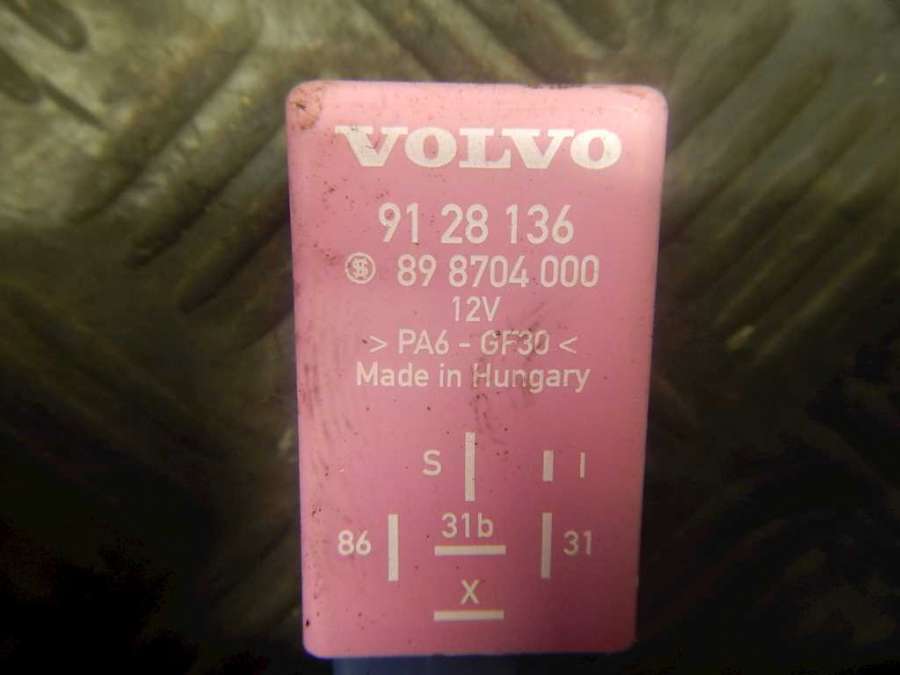 VOLVO
91 28 136
89 8704 000
12V
> PA6 - GF30 <
Made in Hungary
S I
86 31b 31
X